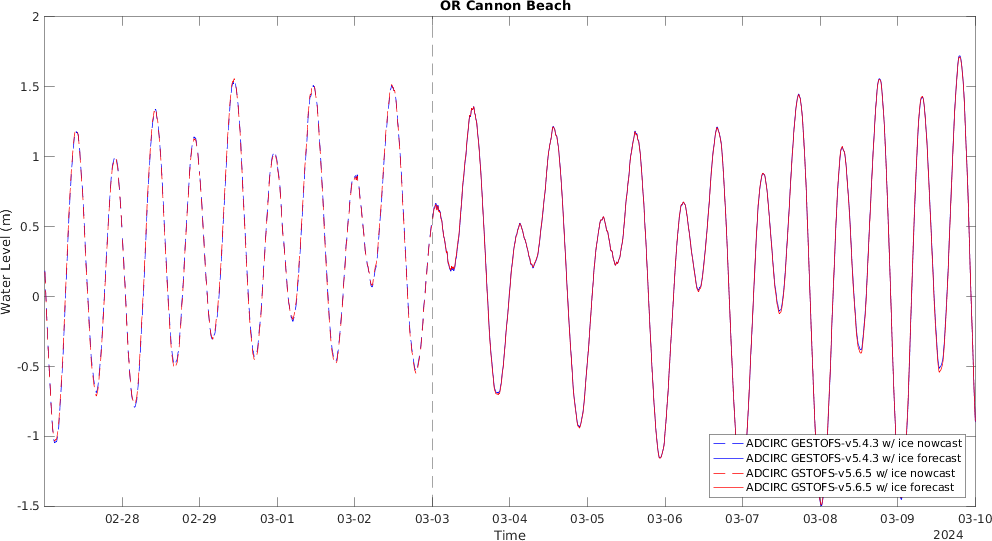 OR Cannon Beach
2
1.5
1
0.5
0
-0.5
-1
-1.5
Water Level (m)
ADCIRC GESTOFS-v5.4.3 w/ ice nowcast
ADCIRC GESTOFS-v5.4.3 w/ ice forecast
ADCIRC GSTOFS-v5.6.5 w/ ice nowcast
ADCIRC GSTOFS-v5.6.5 w/ ice forecast
02-28 02-29 03-01 03-02 03-03 03-04 03-05 03-06 03-07 03-08 03-09 03-10
Time
2024